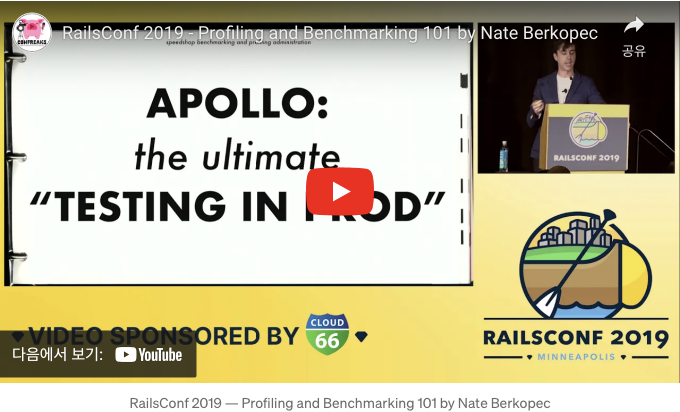 CONFREAKS
RailsConf 2019 - Profiling and Benchmarking 101 by Nate Berkopec
공유
speedshop benchmarking and profiling administration
APOLLO:
the ultimate
“TESTING IN PROD”
RAILSCONF 2019
VIDEO SPONSORED BY
CLOUD
66
RAILSCONF 2019
MINNEAPOLIS
다음에서 보기:
YouTube
RailsConf 2019 — Profiling and Benchmarking 101 by Nate Berkopec